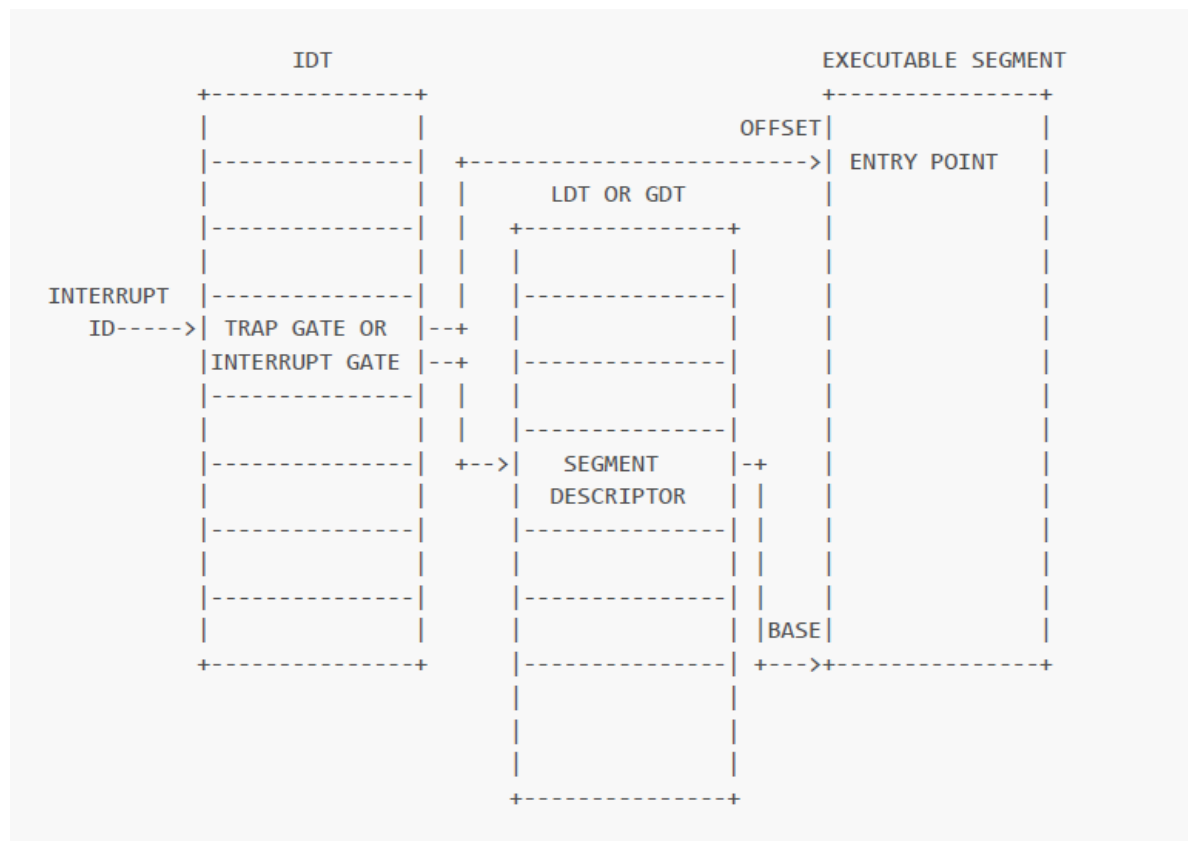 IDT EXECUTABLE SEGMENT
OFFSET
ENTRY POINT
LDT OR GDT
INTERRUPT
ID TRAP GATE OR
INTERRUPT GATE
SEGMENT
DESCRIPTOR
BASE